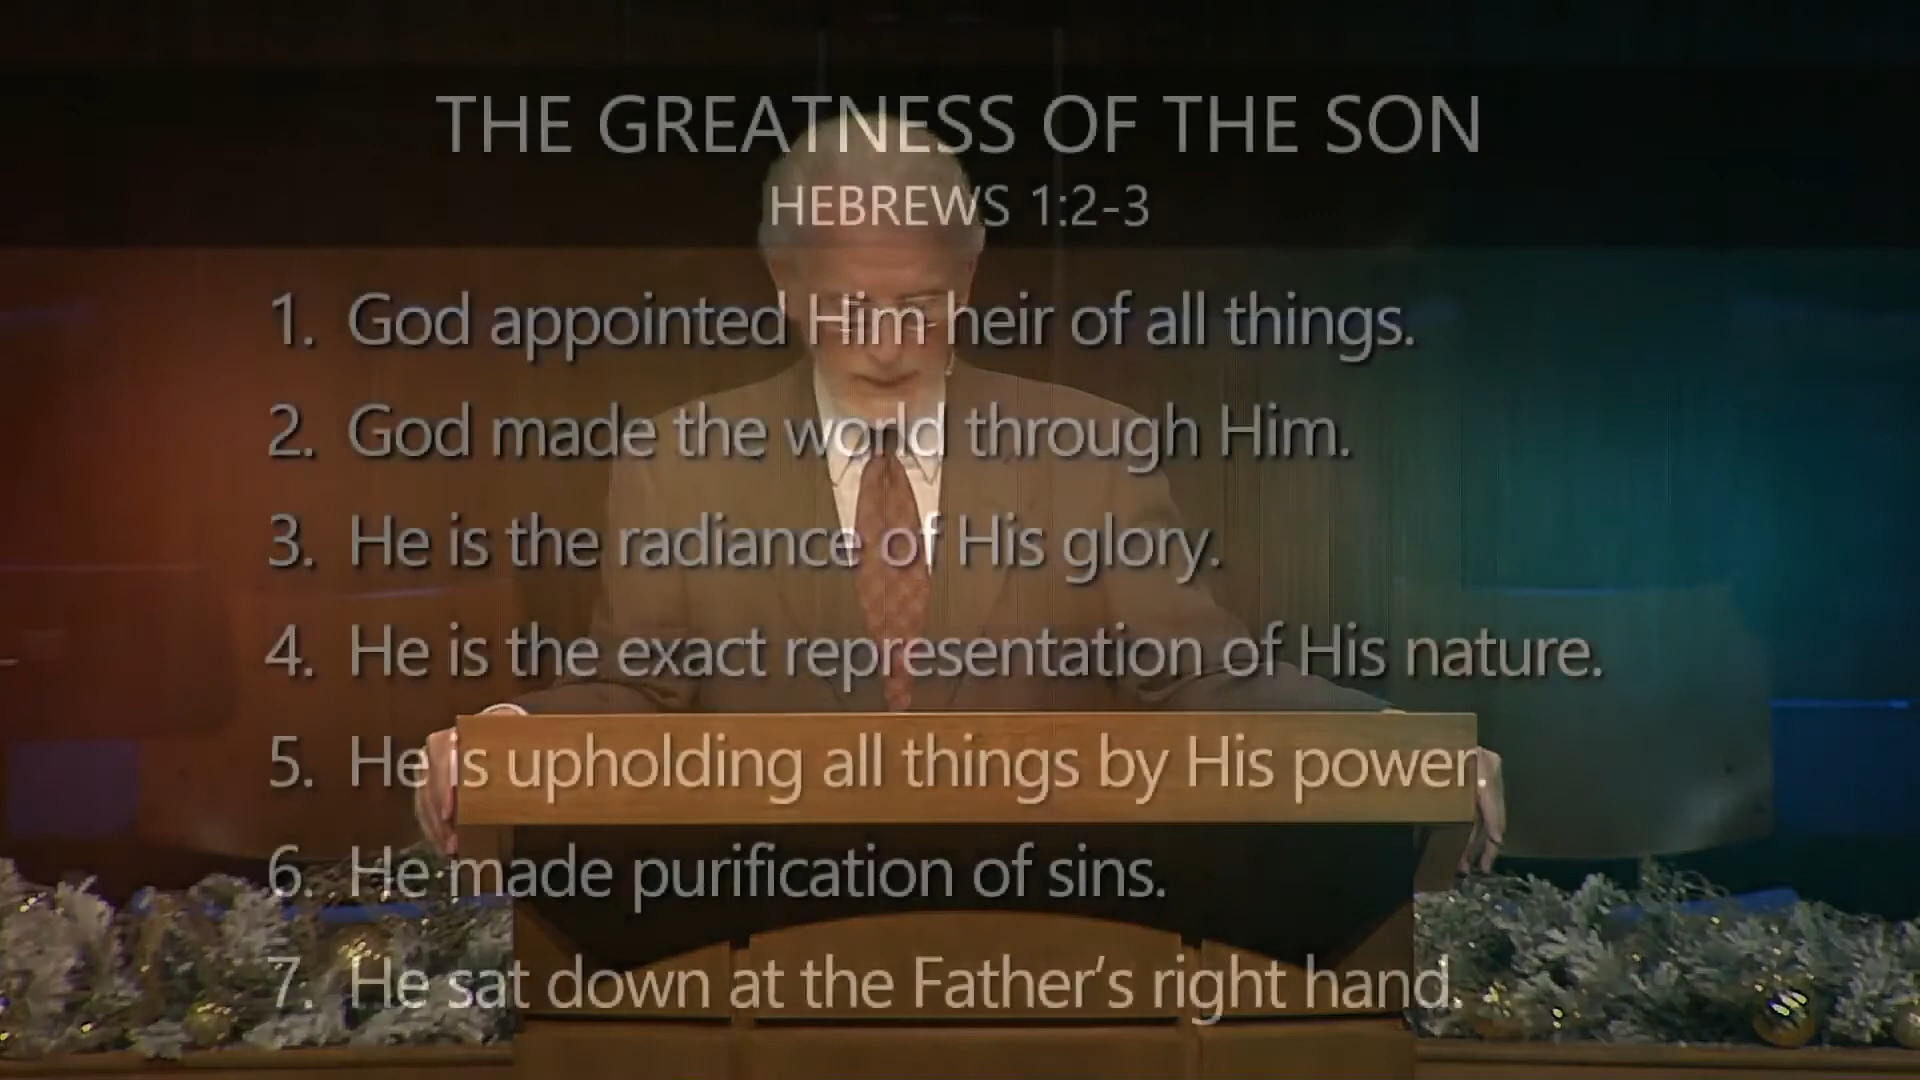 THE GREATNESS OF THE SON
HEBREWS 1:2-3
1. God appointed Him heir of all things.
2. God made the world through Him.
3. He is the radiance of His glory.
4. He is the exact representation of His nature.
5. He is upholding all things by His power.
6. He made purification of sins.
7. He sat down at the Father’s right hand.